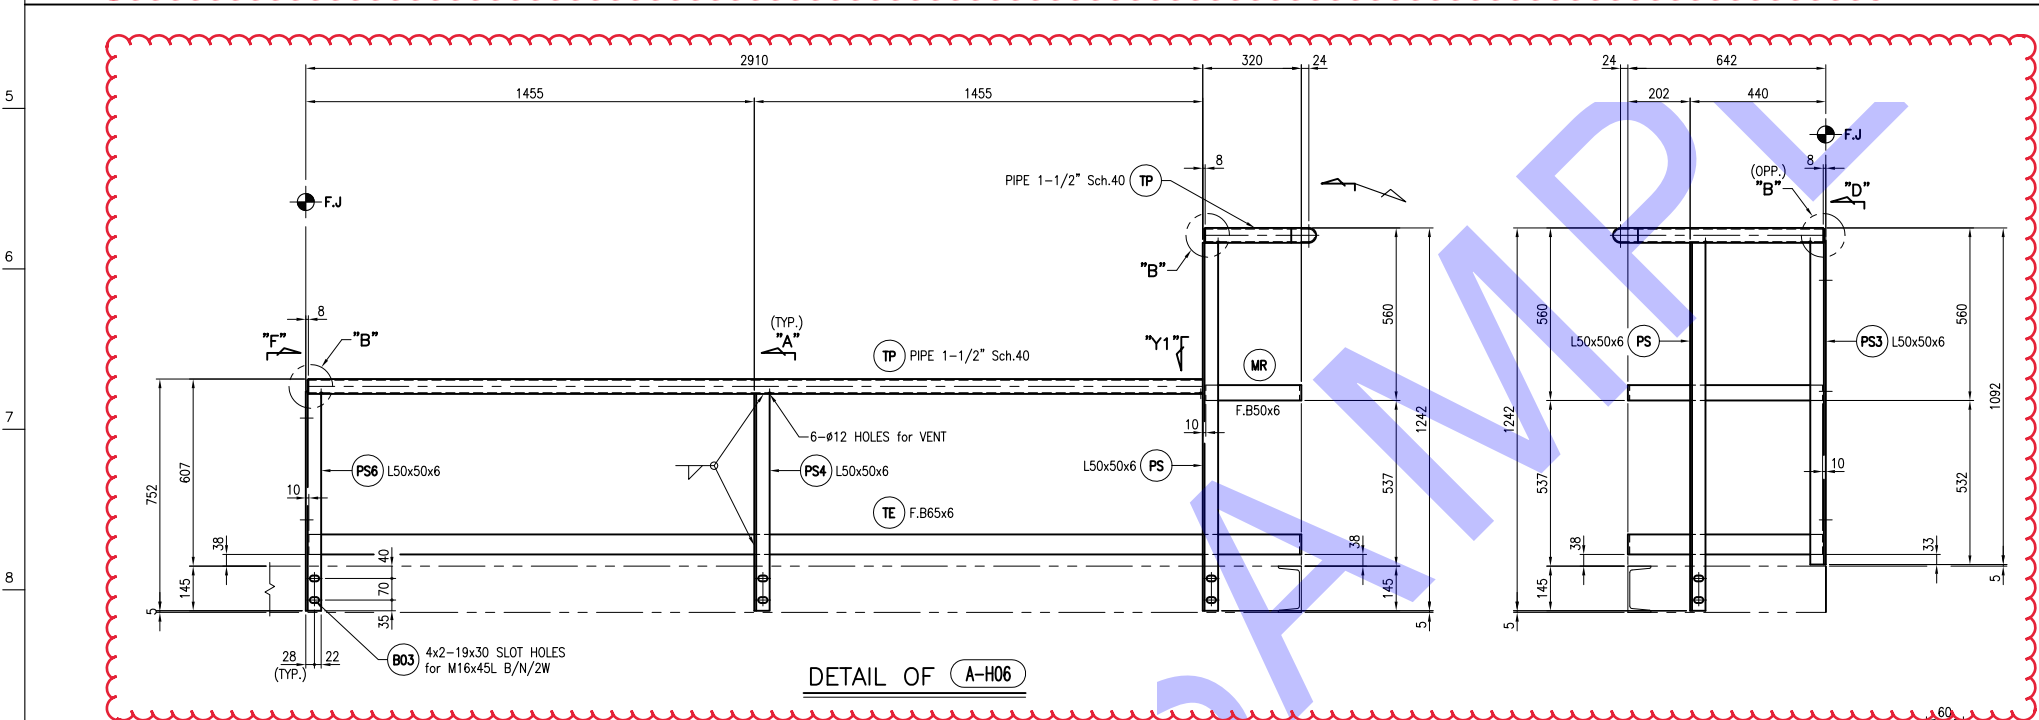 5
6
7
8
2910
320
24
1455
1455
24
642
202
440
F.J
F.J
8
PIPE 1-1/2" Sch.40 TP
(OPP.)
"B"
8
"D"
"B"
8
"F"
"B"
(TYP.)
"A"
TP PIPE 1-1/2" Sch.40
"Y1"
MR
F.B50x6
L50x50x6 PS
PS3 L50x50x6
560
560
560
1242
1242
1092
10
6-ø12 HOLES for VENT
PS6 L50x50x6
PS4 L50x50x6
L50x50x6 PS
10
752
607
10
TE F.B65x6
537
537
532
38
40
38
38
33
145
70
145
145
5
35
5
5
5
28
22
(TYP.)
B03 4x2-19x30 SLOT HOLES
for M16x45L B/N/2W
DETAIL OF A-H06
60
SAMPL